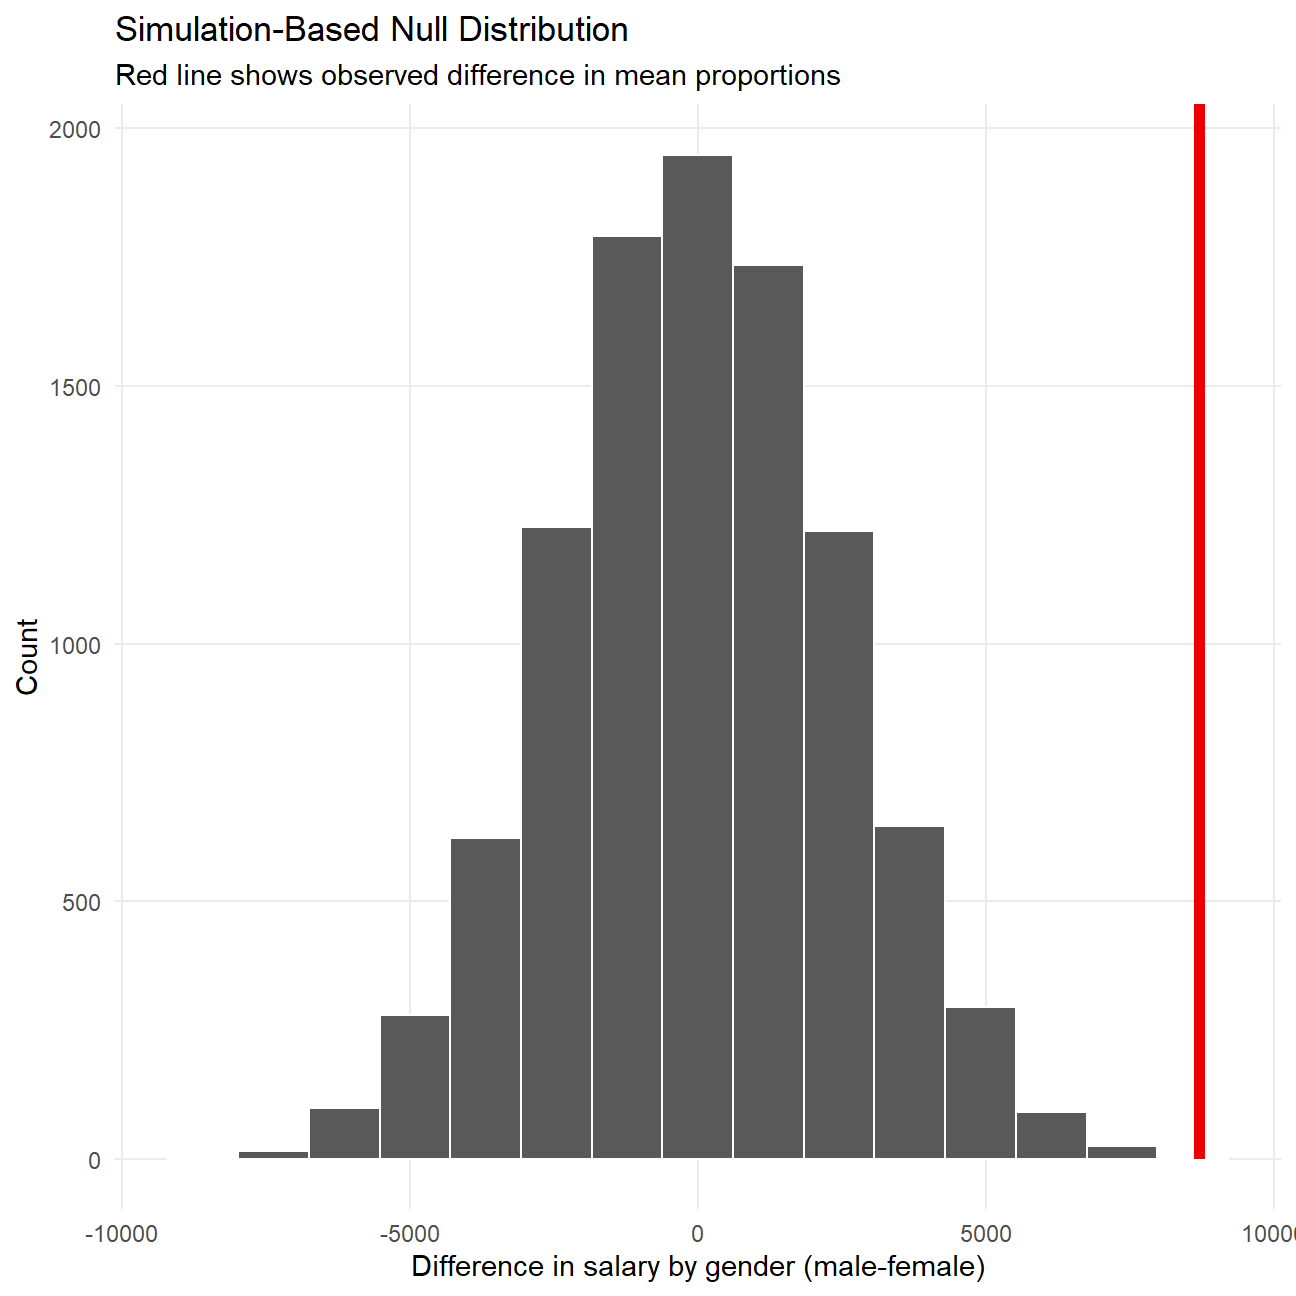 Simulation-Based Null Distribution
Red line shows observed difference in mean proportions
2000
1500
1000
500
0
Count
-10000
-5000
0
5000
10000
Difference in salary by gender (male-female)